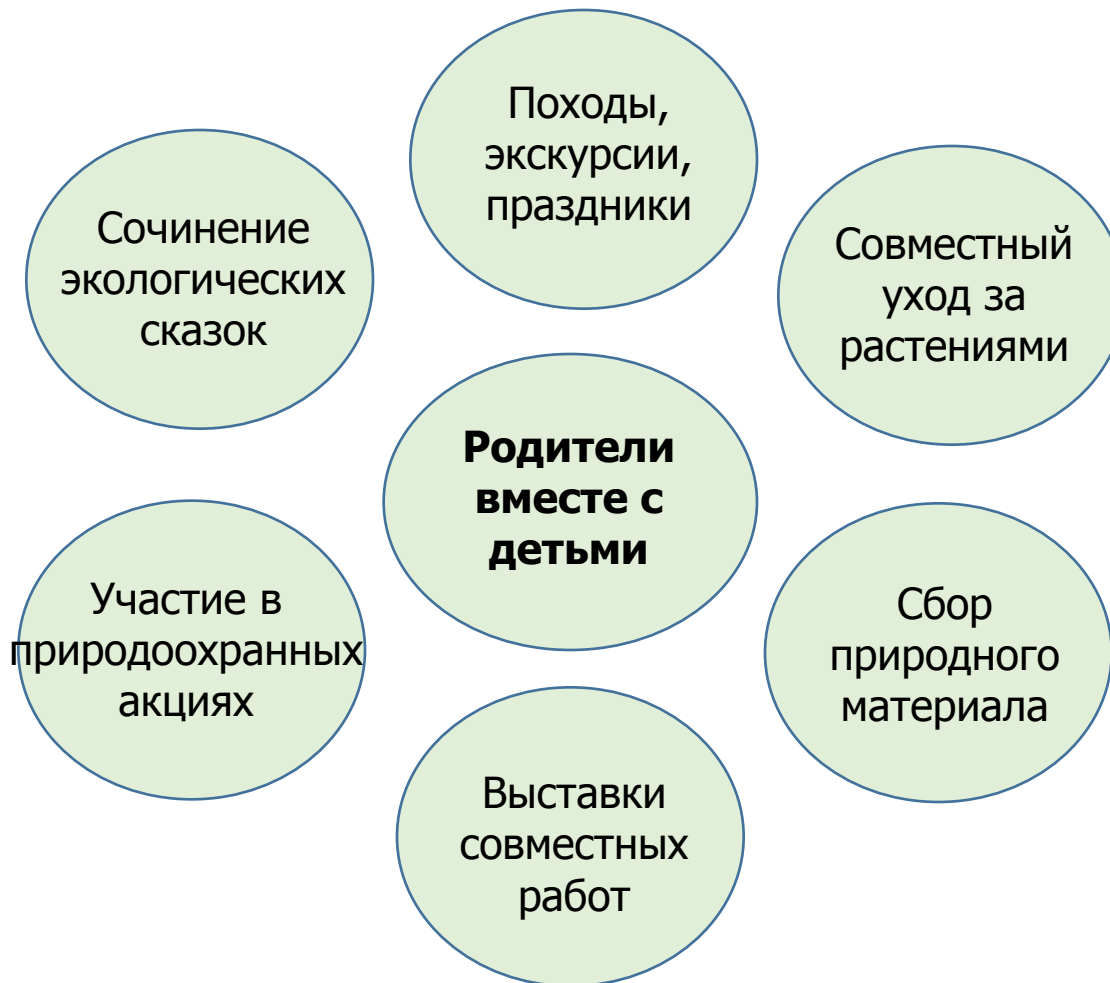 Походы,
экскурсии,
праздники
Сочинение
экологических
сказок
Совместный
уход за
растениями
Родители
вместе с
детьми
Участие в
природоохранных
акциях
Сбор
природного
материала
Выставки
совместных
работ